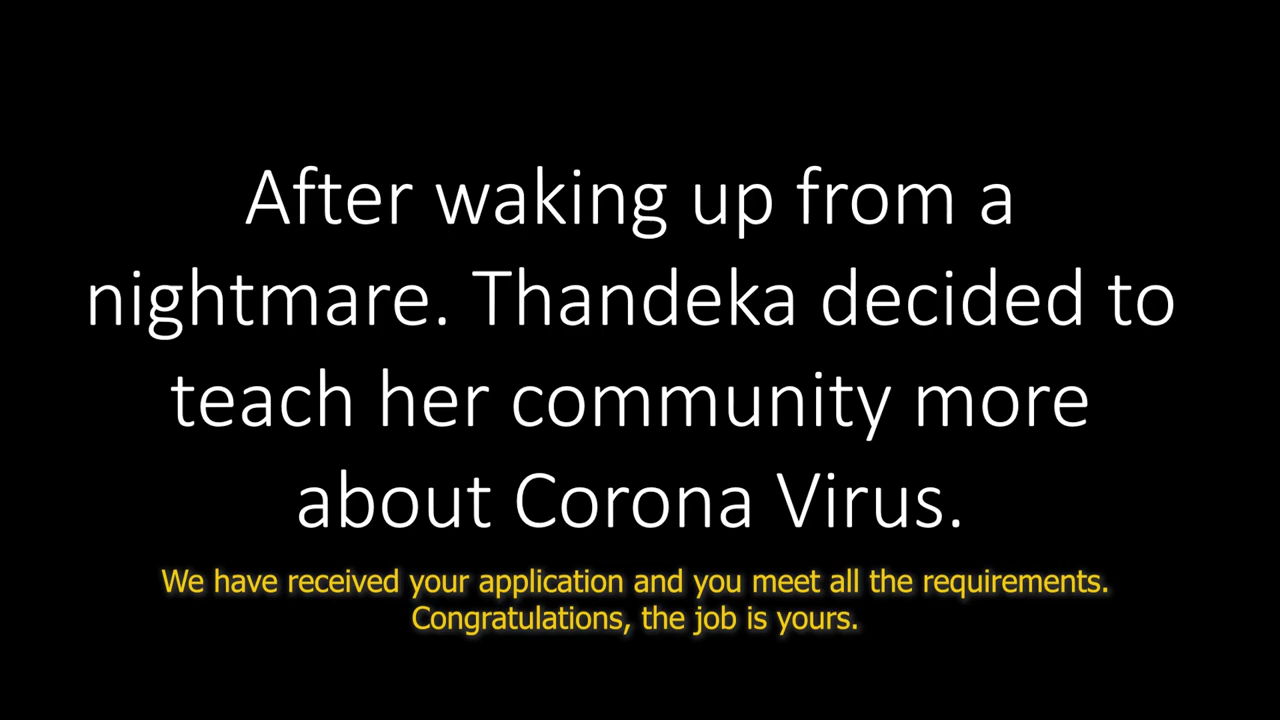 After waking up from a
nightmare. Thandeka decided to
teach her community more
about Corona Virus.
We have received your application and you meet all the requirements.
Congratulations, the job is yours.